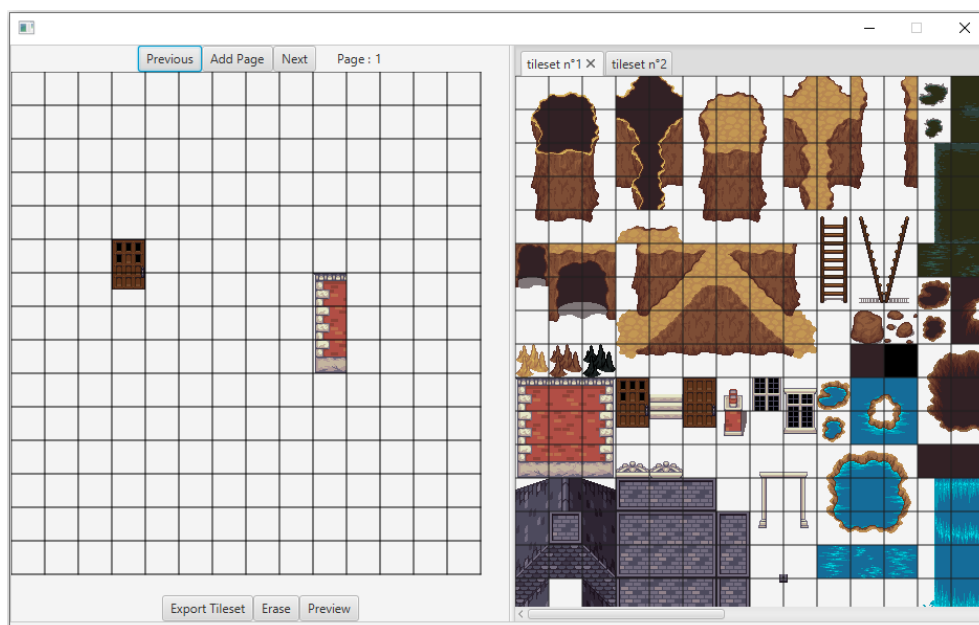 Previous Add Page Next Page : 1
tileset n°1 tileset n°2
Export Tileset Erase Preview